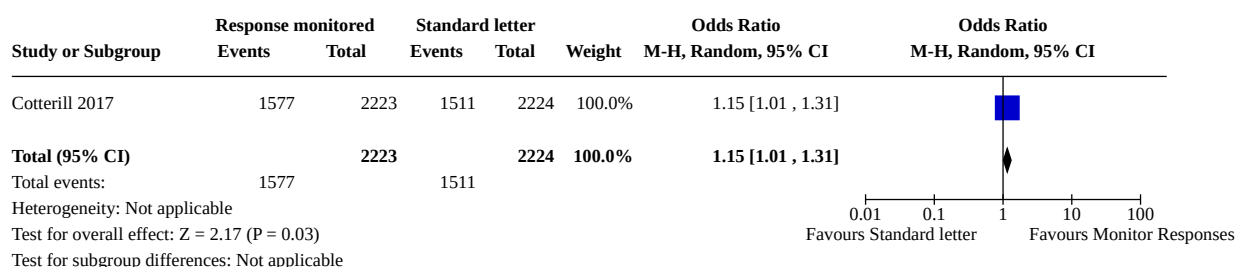 Response monitored Standard letter Odds Ratio Odds Ratio
Study or Subgroup Events Total Events Total Weight M-H, Random, 95% CI M-H, Random, 95% CI
Cotterill 2017 1577 2223 1511 2224 100.0% 1.15 [1.01 , 1.31]
Total (95% CI) 2223 2224 100.0% 1.15 [1.01 , 1.31]
Total events: 1577 1511
Heterogeneity: Not applicable
0.01 0.1 1 10 100
Test for overall effect: Z = 2.17 (P = 0.03) Favours Standard letter Favours Monitor Responses
Test for subgroup differences: Not applicable